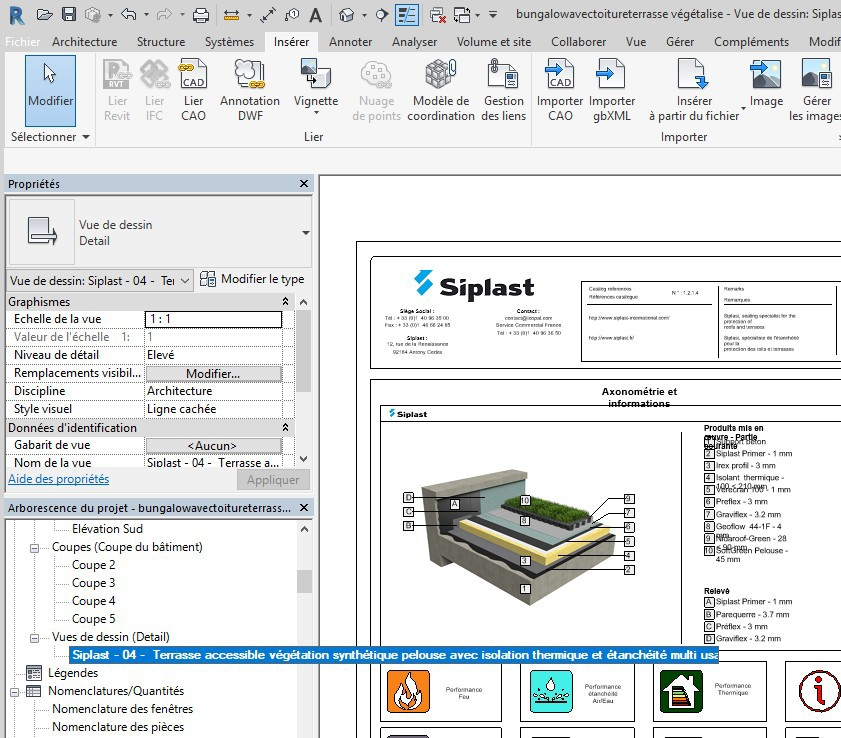 bungalowavectoitureterrasse végétalise - Vue de dessin: Siplas
Fichier Architecture Structure Systèmes Insérer Annoter Analyser Volume et site Collaborer Vue Gérer Compléments Modif
Modifier
Lier Revit
Lier IFC
Lier CAO
Annotation DWF
Vignette
Nuage de points
Modèle de coordination
Gestion des liens
Importer CAO
Importer gbXML
Insérer à partir du fichier
Image
Gérer les images
Sélectionner
Lier
Importer
Propriétés
Vue de dessin
Detail
Vue de dessin: Siplast - 04 - Ter
Modifier le type
Graphismes
Echelle de la vue 1 : 1
Valeur de l'échelle 1: 1
Niveau de détail Elevé
Remplacements visibil... Modifier...
Discipline Architecture
Style visuel Ligne cachée
Données d'identification
Gabarit de vue <Aucun>
Nom de la vue Siplast - 04 - Terrasse a...
Aide des propriétés
Appliquer
Arborescence du projet - bungalowavectoitureterrass...
Elévation Sud
Coupes (Coupe du bâtiment)
Coupe 2
Coupe 3
Coupe 4
Coupe 5
Vues de dessin (Detail)
Siplast - 04 - Terrasse accessible végétation synthétique pelouse avec isolation thermique et étanchéité multi usa
Légendes
Nomenclatures/Quantités
Nomenclature des fenêtres
Nomenclature des pièces
Siplast
Siège Social :
Tél : + 33 (0)1 40 96 35 00
Fax : + 33 (0)1 46 66 24 85
Siplast :
12, rue de la Renaissance
92184 Antony Cedex
Contact :
Service Commercial France
Tél : + 33 (0)1 40 96 36 50
Catalog references
Références catalogue
N° : 1.2.1.4
http://www.siplast-international.com/
http://www.siplast.fr/
Remarks
Remarques
Siplast, sealing specialist for the
protection of
roofs and terraces
Siplast, spécialiste de l'étanchéité
pour la
protection des toits et terrasses
Axonométrie et
informations
Siplast
Produits mis en
œuvre - Partie
courante
1 Support béton
2 Siplast Primer - 1 mm
3 Irex profil - 3 mm
4 Isolant thermique -
100 < 210 mm
5 Verecran 100 - 1 mm
6 Preflex - 3 mm
7 Graviflex - 3.2 mm
8 Geoflow 44-1F - 4
mm
9 Nidaroof-Green - 28
< 90 mm
10 SoftGreen Pelouse -
45 mm
Relevé
A Siplast Primer - 1 mm
B Parequerre - 3.7 mm
C Préflex - 3 mm
D Graviflex - 3.2 mm
D
C
B
A
10
8
9
7
6
5
4
3
2
1
Performance
Feu
Performance
étanchéité
Air/Eau
Performance
Thermique